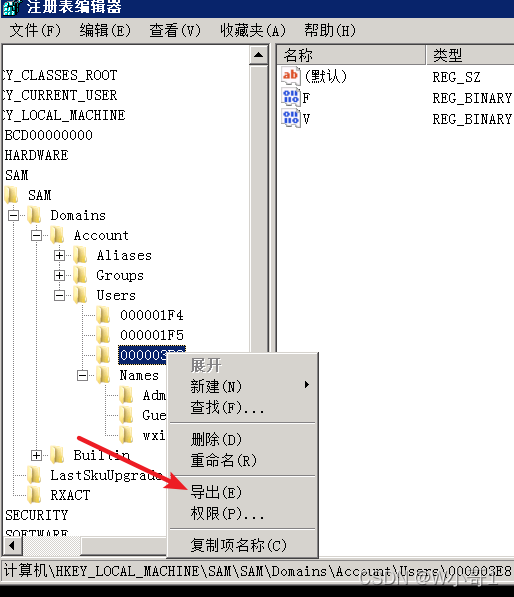 注册表编辑器
文件(F) 编辑(E) 查看(V) 收藏夹(A) 帮助(H)
名称 类型
CY_CLASSES_ROOT
(默认) REG_SZ
CY_CURRENT_USER
F REG_BINARY
CY_LOCAL_MACHINE
V REG_BINARY
BCD00000000
HARDWARE
SAM
SAM
Domains
Account
Aliases
Groups
Users
000001F4
000001F5
000003E8
展开
Names
新建(N)
Adm
查找(F)...
Gue
wxi
删除(D)
Builtin
重命名(R)
LastSkuUpgrade
导出(E)
RXACT
权限(P)...
SECURITY
SOFTWARE
复制项名称(C)
计算机\HKEY_LOCAL_MACHINE\SAM\SAM\Domains\Account\Users\000003E8
CSDN @W小哥1